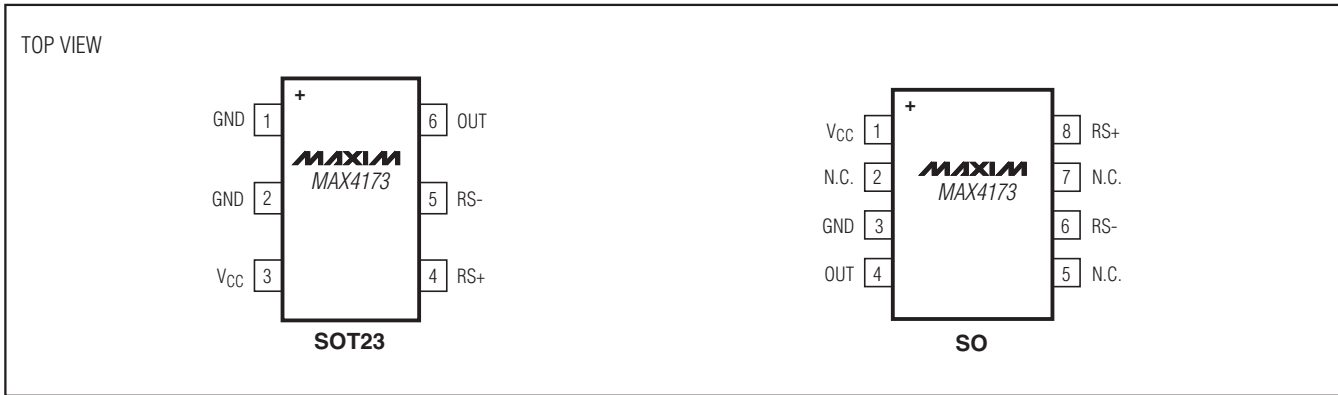 TOP VIEW
+
GND 1
6 OUT
MAXIM
MAX4173
GND 2
5 RS-
VCC 3
4 RS+
SOT23
+
VCC 1
8 RS+
MAXIM
MAX4173
N.C. 2
7 N.C.
GND 3
6 RS-
OUT 4
5 N.C.
SO